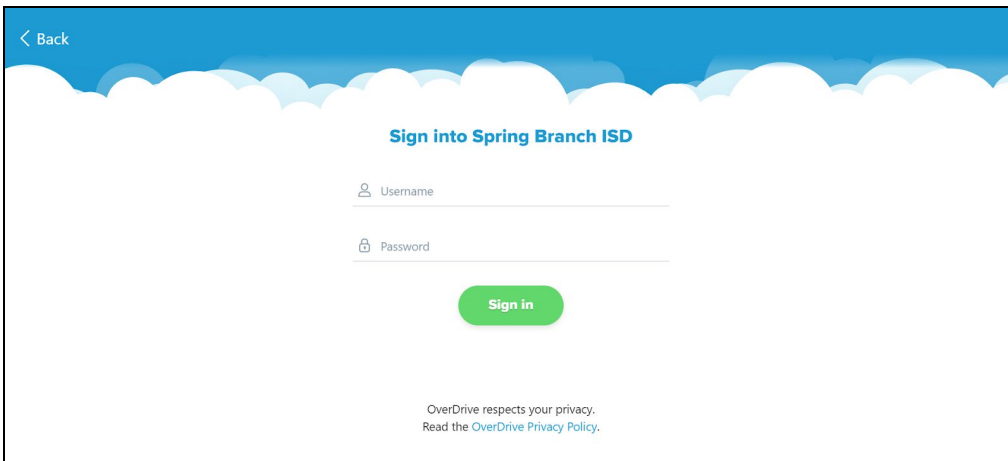 Back
Sign into Spring Branch ISD
Username
Password
Sign in
OverDrive respects your privacy.
Read the OverDrive Privacy Policy.